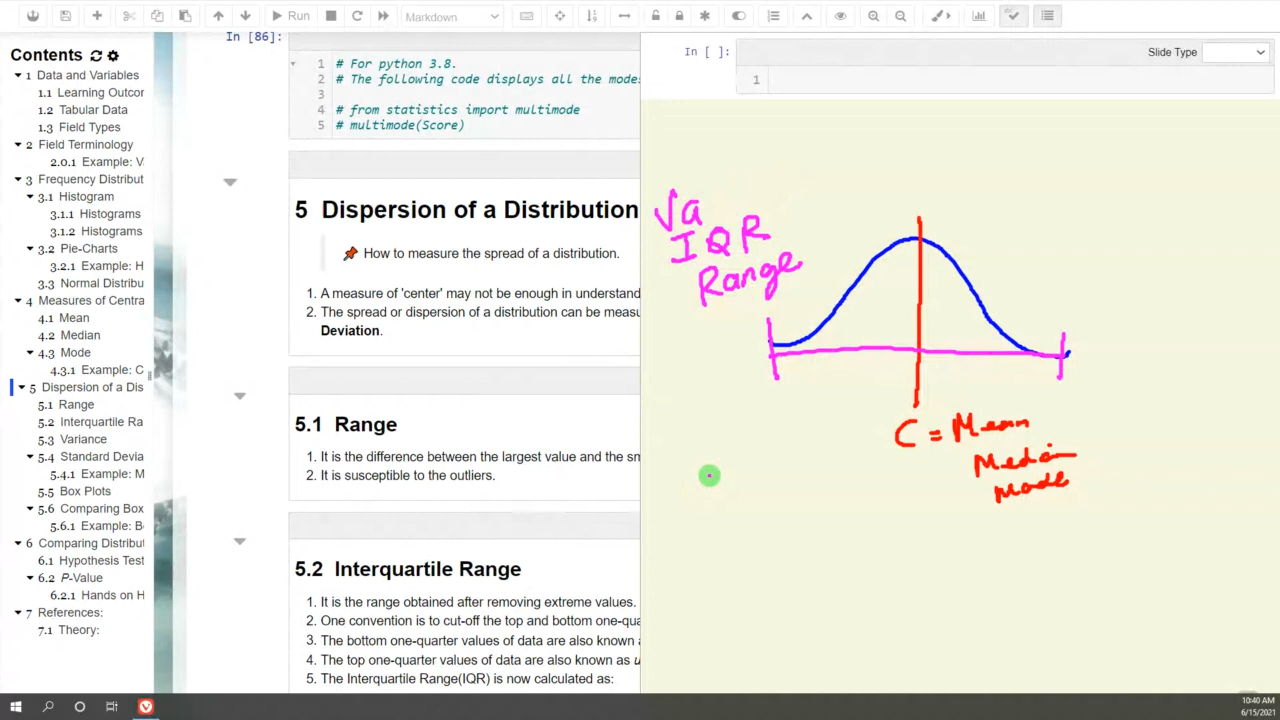 Run
Markdown
Contents
1 Data and Variables
1.1 Learning Outcor
1.2 Tabular Data
1.3 Field Types
2 Field Terminology
2.0.1 Example: V
3 Frequency Distribut
3.1 Histogram
3.1.1 Histograms
3.1.2 Histograms
3.2 Pie-Charts
3.2.1 Example: H
3.3 Normal Distribu
4 Measures of Centra
4.1 Mean
4.2 Median
4.3 Mode
4.3.1 Example: C
5 Dispersion of a Dis
5.1 Range
5.2 Interquartile Ra
5.3 Variance
5.4 Standard Devia
5.4.1 Example: M
5.5 Box Plots
5.6 Comparing Box
5.6.1 Example: B
6 Comparing Distribut
6.1 Hypothesis Test
6.2 P-Value
6.2.1 Hands on H
7 References:
7.1 Theory:
In [86]:
1 # For python 3.8.
2 # The following code displays all the modes
3
4 # from statistics import multimode
5 # multimode(Score)
5 Dispersion of a Distribution
How to measure the spread of a distribution.
1. A measure of 'center' may not be enough in understand
2. The spread or dispersion of a distribution can be measu
Deviation.
5.1 Range
1. It is the difference between the largest value and the sm
2. It is susceptible to the outliers.
5.2 Interquartile Range
1. It is the range obtained after removing extreme values.
2. One convention is to cut-off the top and bottom one-qua
3. The bottom one-quarter values of data are also known a
4. The top one-quarter values of data are also known as u
5. The Interquartile Range(IQR) is now calculated as:
In [ ]:
Slide Type
1
√a
IQR
Range
C = Mean
Median
Mode
10:40 AM
6/15/2021